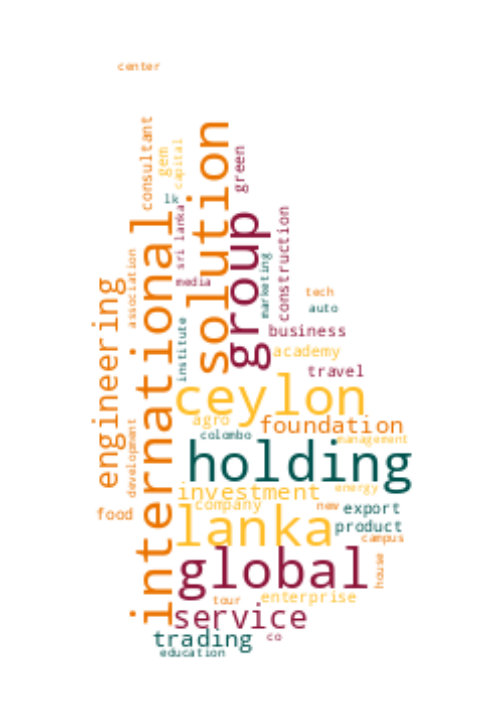 center
consultant
gem
capital
solution
green
lk
sri lanka
international
group
construction
association
marketing
media
engineering
tech
auto
institute
business
academy
travel
ceylon
agro
foundation
colombo
management
development
holding
investment
energy
company
new
export
food
lanka
product
campus
global
house
tour
enterprise
service
trading
co
education